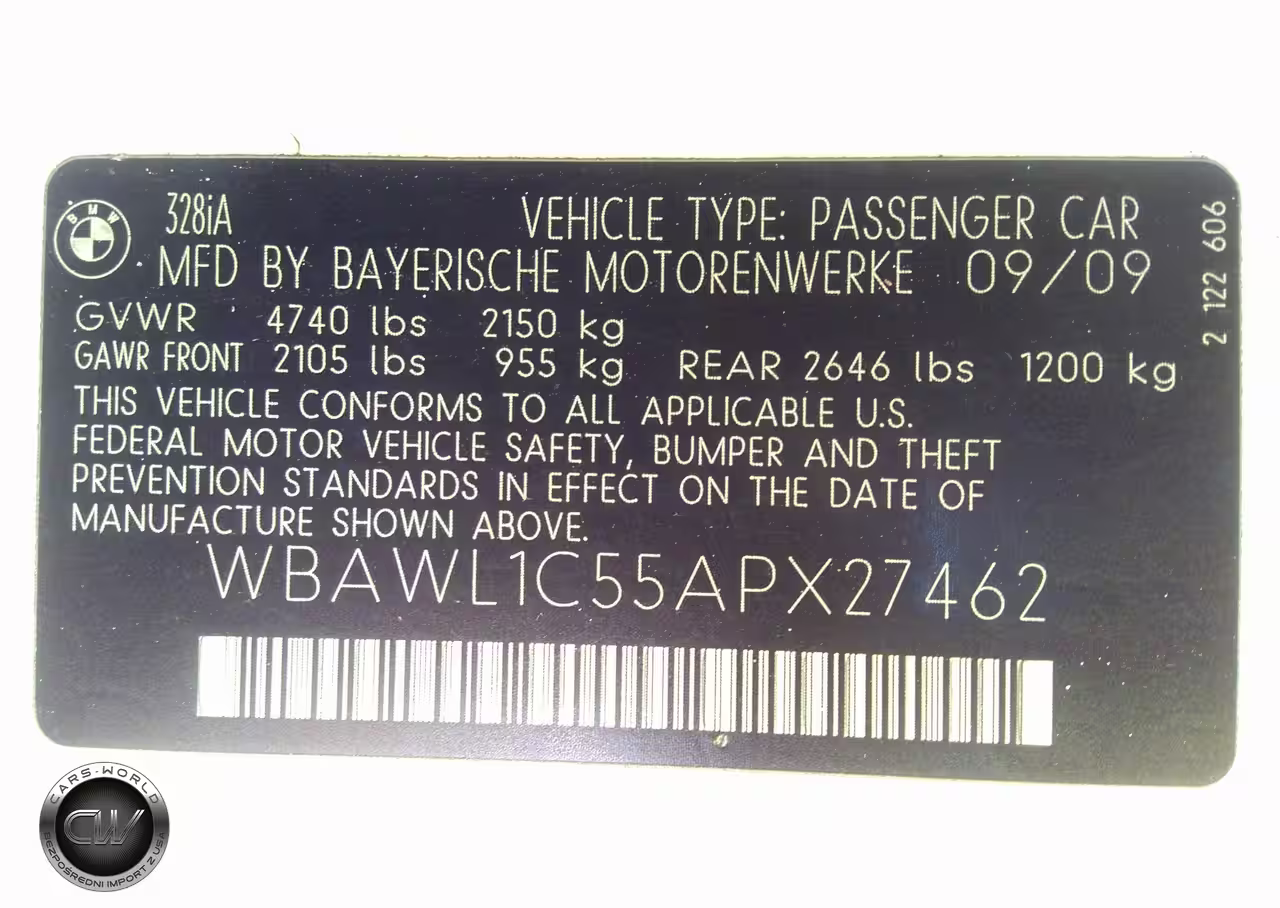 BMW
328iA VEHICLE TYPE: PASSENGER CAR
MFD BY BAYERISCHE MOTORENWERKE 09/09
GVWR 4740 lbs 2150 kg
GAWR FRONT 2105 lbs 955 kg REAR 2646 lbs 1200 kg
THIS VEHICLE CONFORMS TO ALL APPLICABLE U.S.
FEDERAL MOTOR VEHICLE SAFETY, BUMPER AND THEFT
PREVENTION STANDARDS IN EFFECT ON THE DATE OF
MANUFACTURE SHOWN ABOVE.
WBAWL1C55APX27462
2 122 606
CARS-WORLD
CW
BEZPOŚREDNI IMPORT Z USA